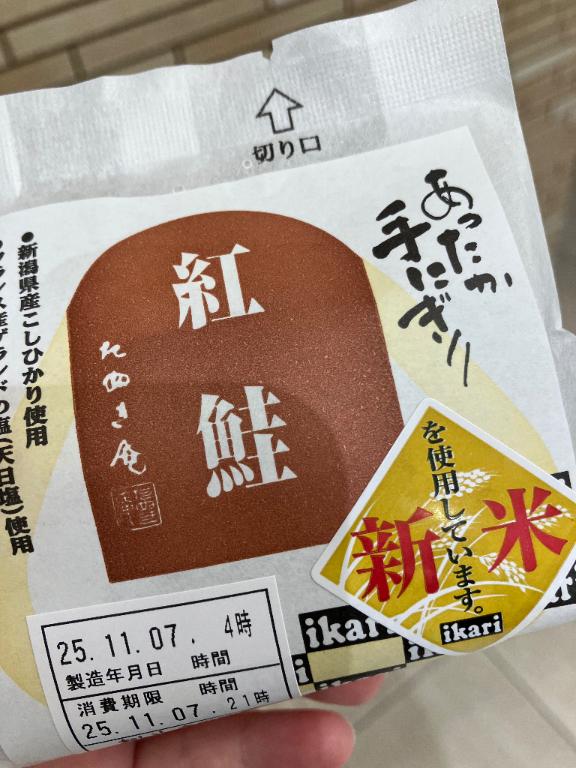 切り口
あったか
手にぎり
紅
鮭
たぬき庵
●新潟県産こしひかり使用
●フランス産ゲランドの塩(天日塩)使用
新米
を使用しています。
ikari
ikari
25.11.07. 4時
製造年月日 時間
消費期限 時間
25.11.07.21時